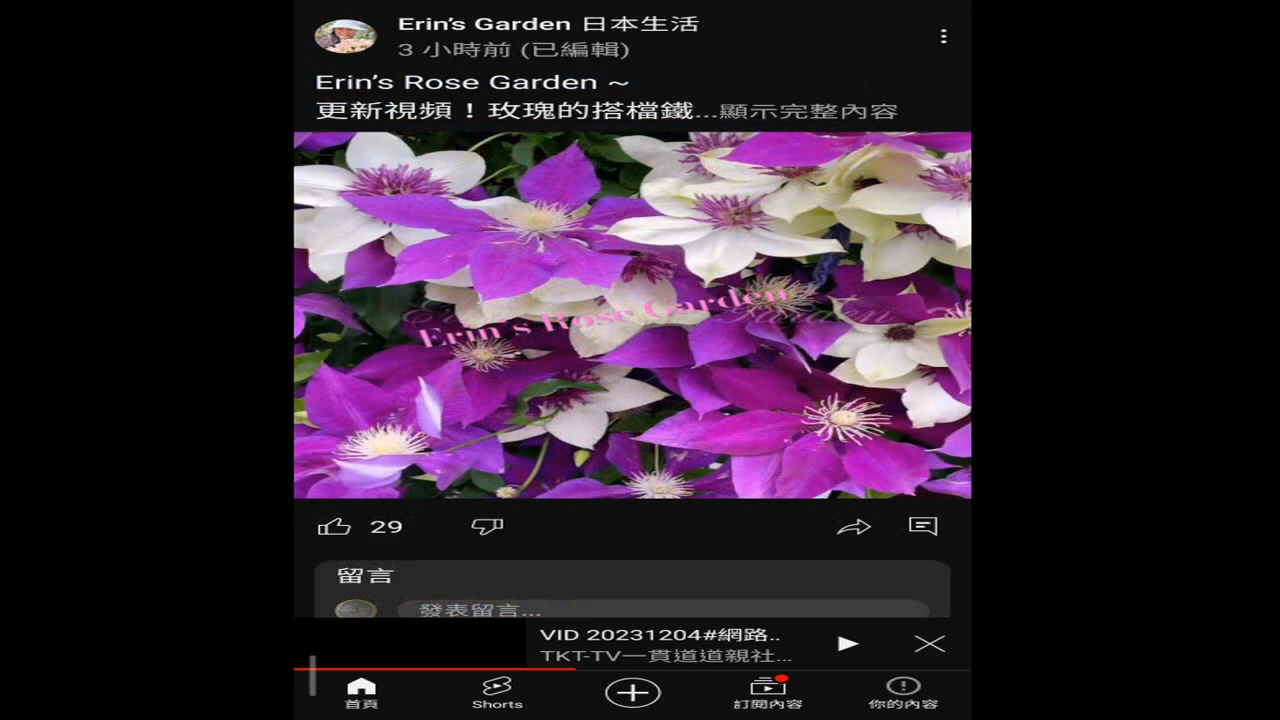 Erin’s Garden 日本生活
3 小時前 (已編輯)
Erin’s Rose Garden ~
更新視頻！玫瑰的搭檔鐵...顯示完整內容
Erin's Rose Garden
29
留言
發表留言...
VID 20231204#網路..
TKT-TV一貫道道親社...
首頁
Shorts
訂閱內容
你的內容